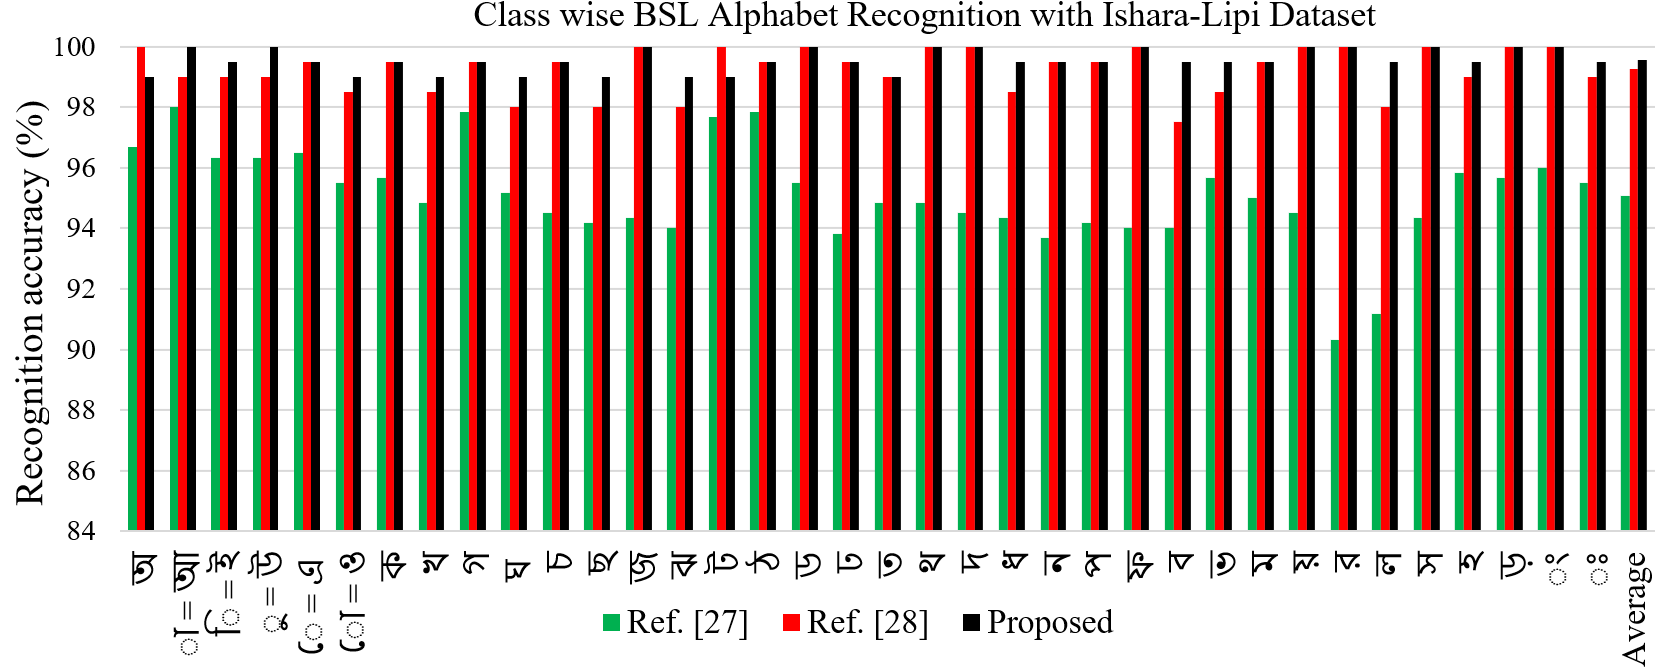 Class wise BSL Alphabet Recognition with Ishara-Lipi Dataset
Recognition accuracy (%)
100
98
96
94
92
90
88
86
84
অ
া = আ
ি = ই
ু = উ
ে = এ
ো = ও
ক
খ
গ
ঘ
চ
ছ
জ
ঝ
ট
ঠ
ড
ঢ
ত
থ
দ
ধ
ন
প
ফ
ব
ভ
ম
য়
র
ল
স
হ
ড়
ং
ঃ
Average
Ref. [27] Ref. [28] Proposed